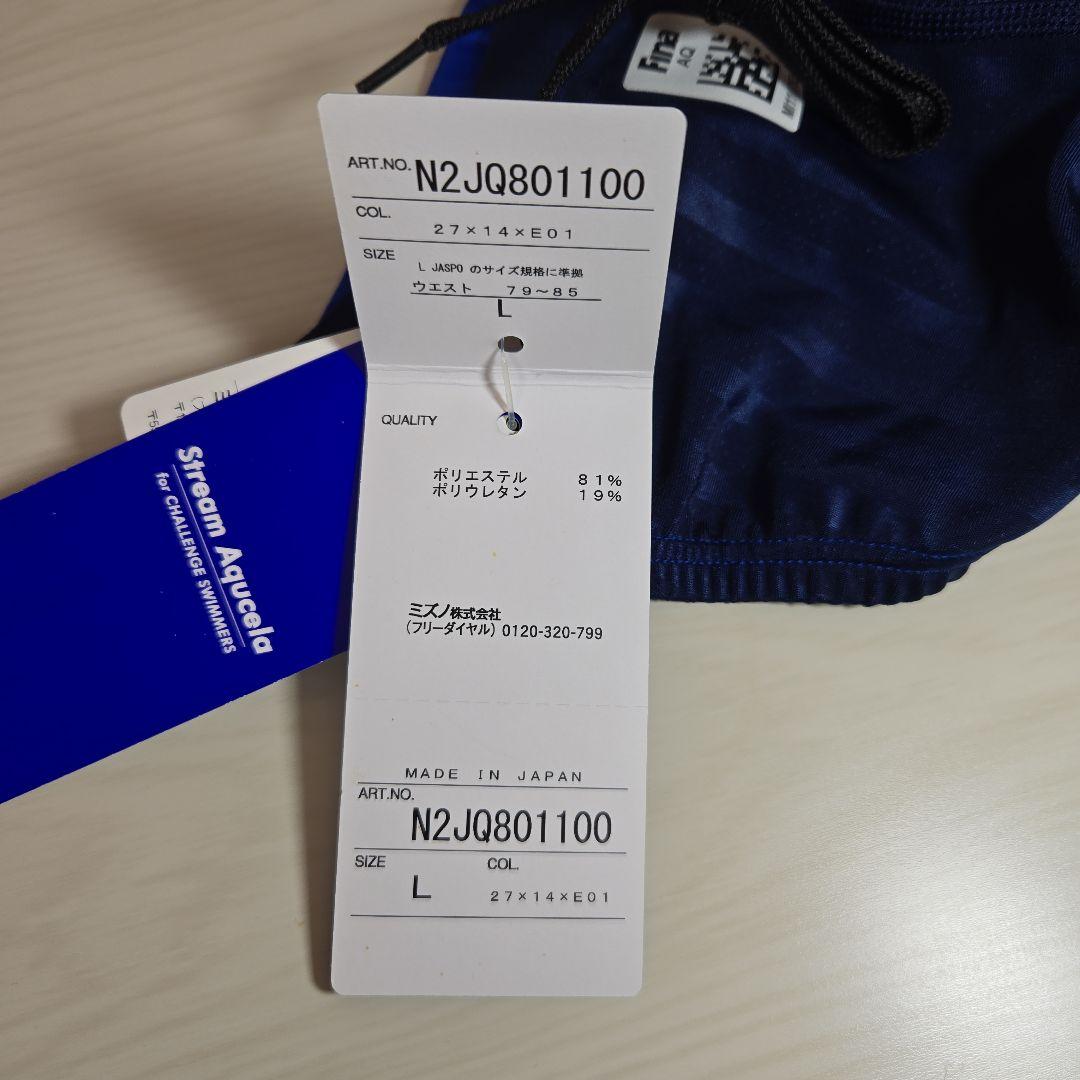 Fina
AQ
ART.NO. N2JQ801100
COL.
27×14×E01
SIZE
L JASPO のサイズ規格に準拠
ウエスト 79~85
L
QUALITY
ポリエステル 81%
ポリウレタン 19%
ミズノ株式会社
(フリーダイヤル) 0120-320-799
MADE IN JAPAN
ART.NO.
N2JQ801100
SIZE COL.
L 27×14×E01
Stream Aqucela
for CHALLENGE SWIMMERS